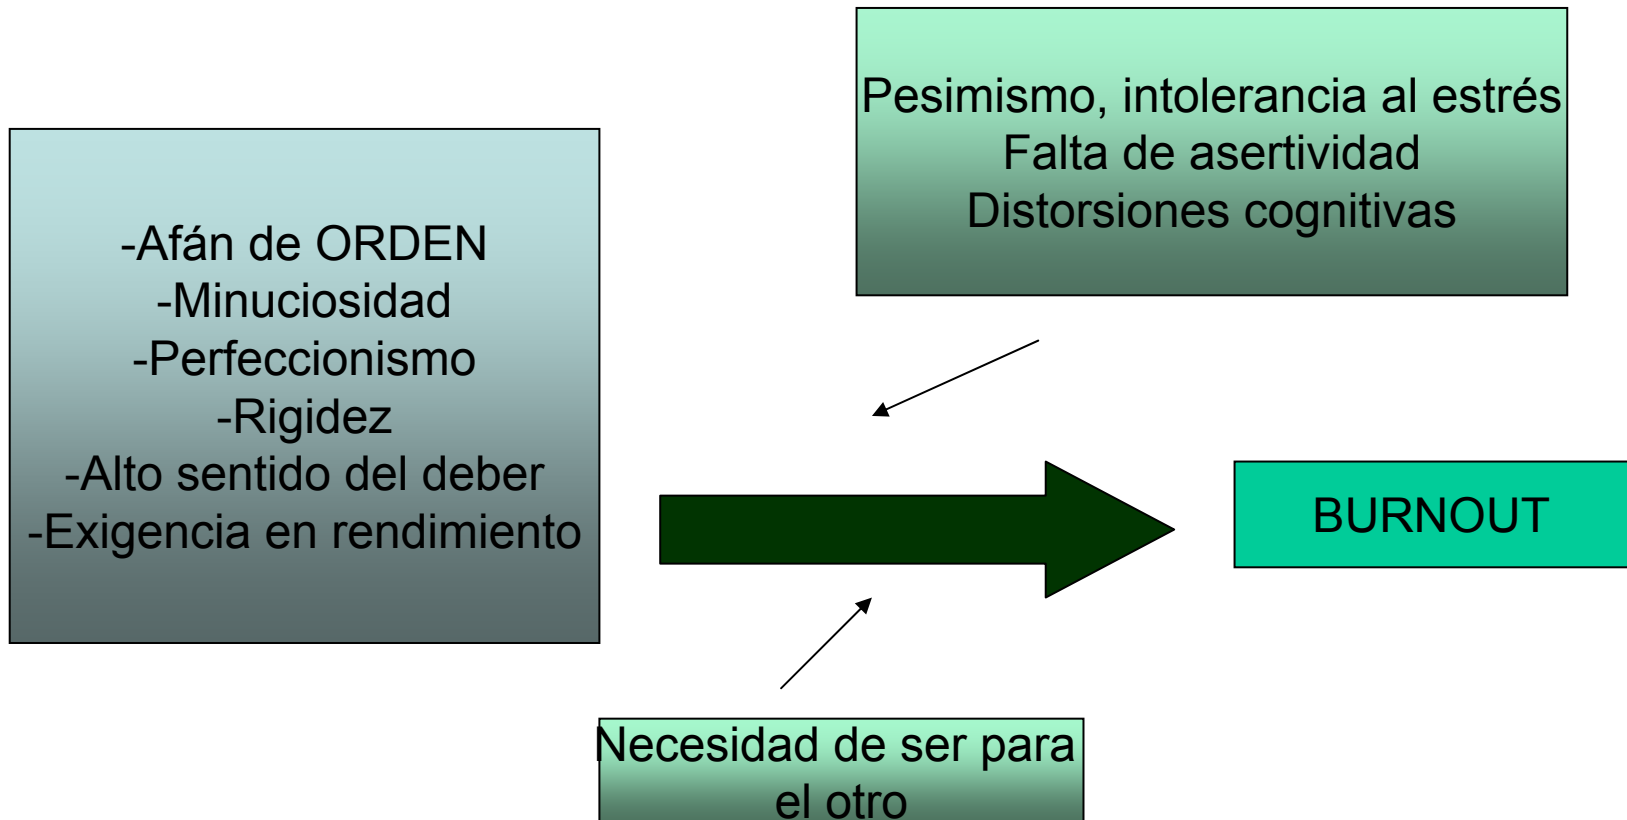 Pesimismo, intolerancia al estrés
Falta de asertividad
Distorsiones cognitivas
-Afán de ORDEN
-Minuciosidad
-Perfeccionismo
-Rigidez
-Alto sentido del deber
-Exigencia en rendimiento
BURNOUT
Necesidad de ser para
el otro